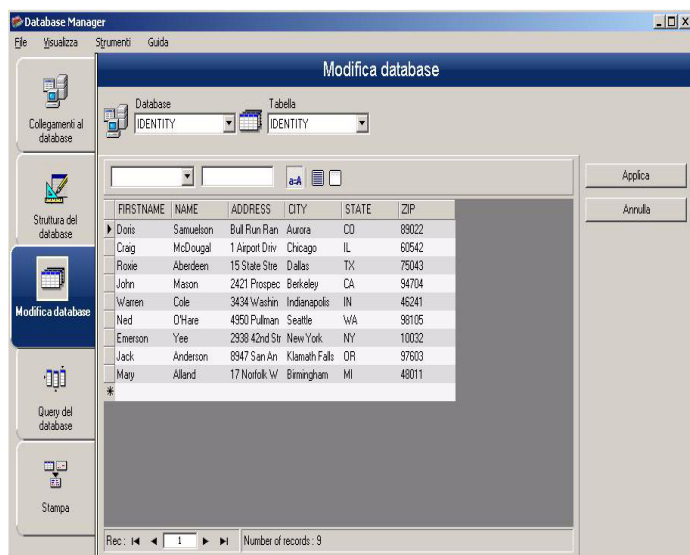 Database Manager
File Visualizza Strumenti Guida
Modifica database
Collegamenti al
database
Struttura del
database
Modifica database
Query del
database
Stampa
Database
IDENTITY
Tabella
IDENTITY
a=A
Applica
Annulla
FIRSTNAME NAME ADDRESS CITY STATE ZIP
Doris Samuelson Bull Run Ran Aurora CO 89022
Craig McDougal 1 Airport Driv Chicago IL 60542
Roxie Aberdeen 15 State Stre Dallas TX 75043
John Mason 2421 Prospec Berkeley CA 94704
Warren Cole 3434 Washin Indianapolis IN 46241
Ned O'Hare 4950 Pullman Seattle WA 98105
Emerson Yee 2938 42nd Str New York NY 10032
Jack Anderson 8947 San An Klamath Falls OR 97603
Mary Alland 17 Norfolk W Birmingham MI 48011
Rec : 1 Number of records : 9